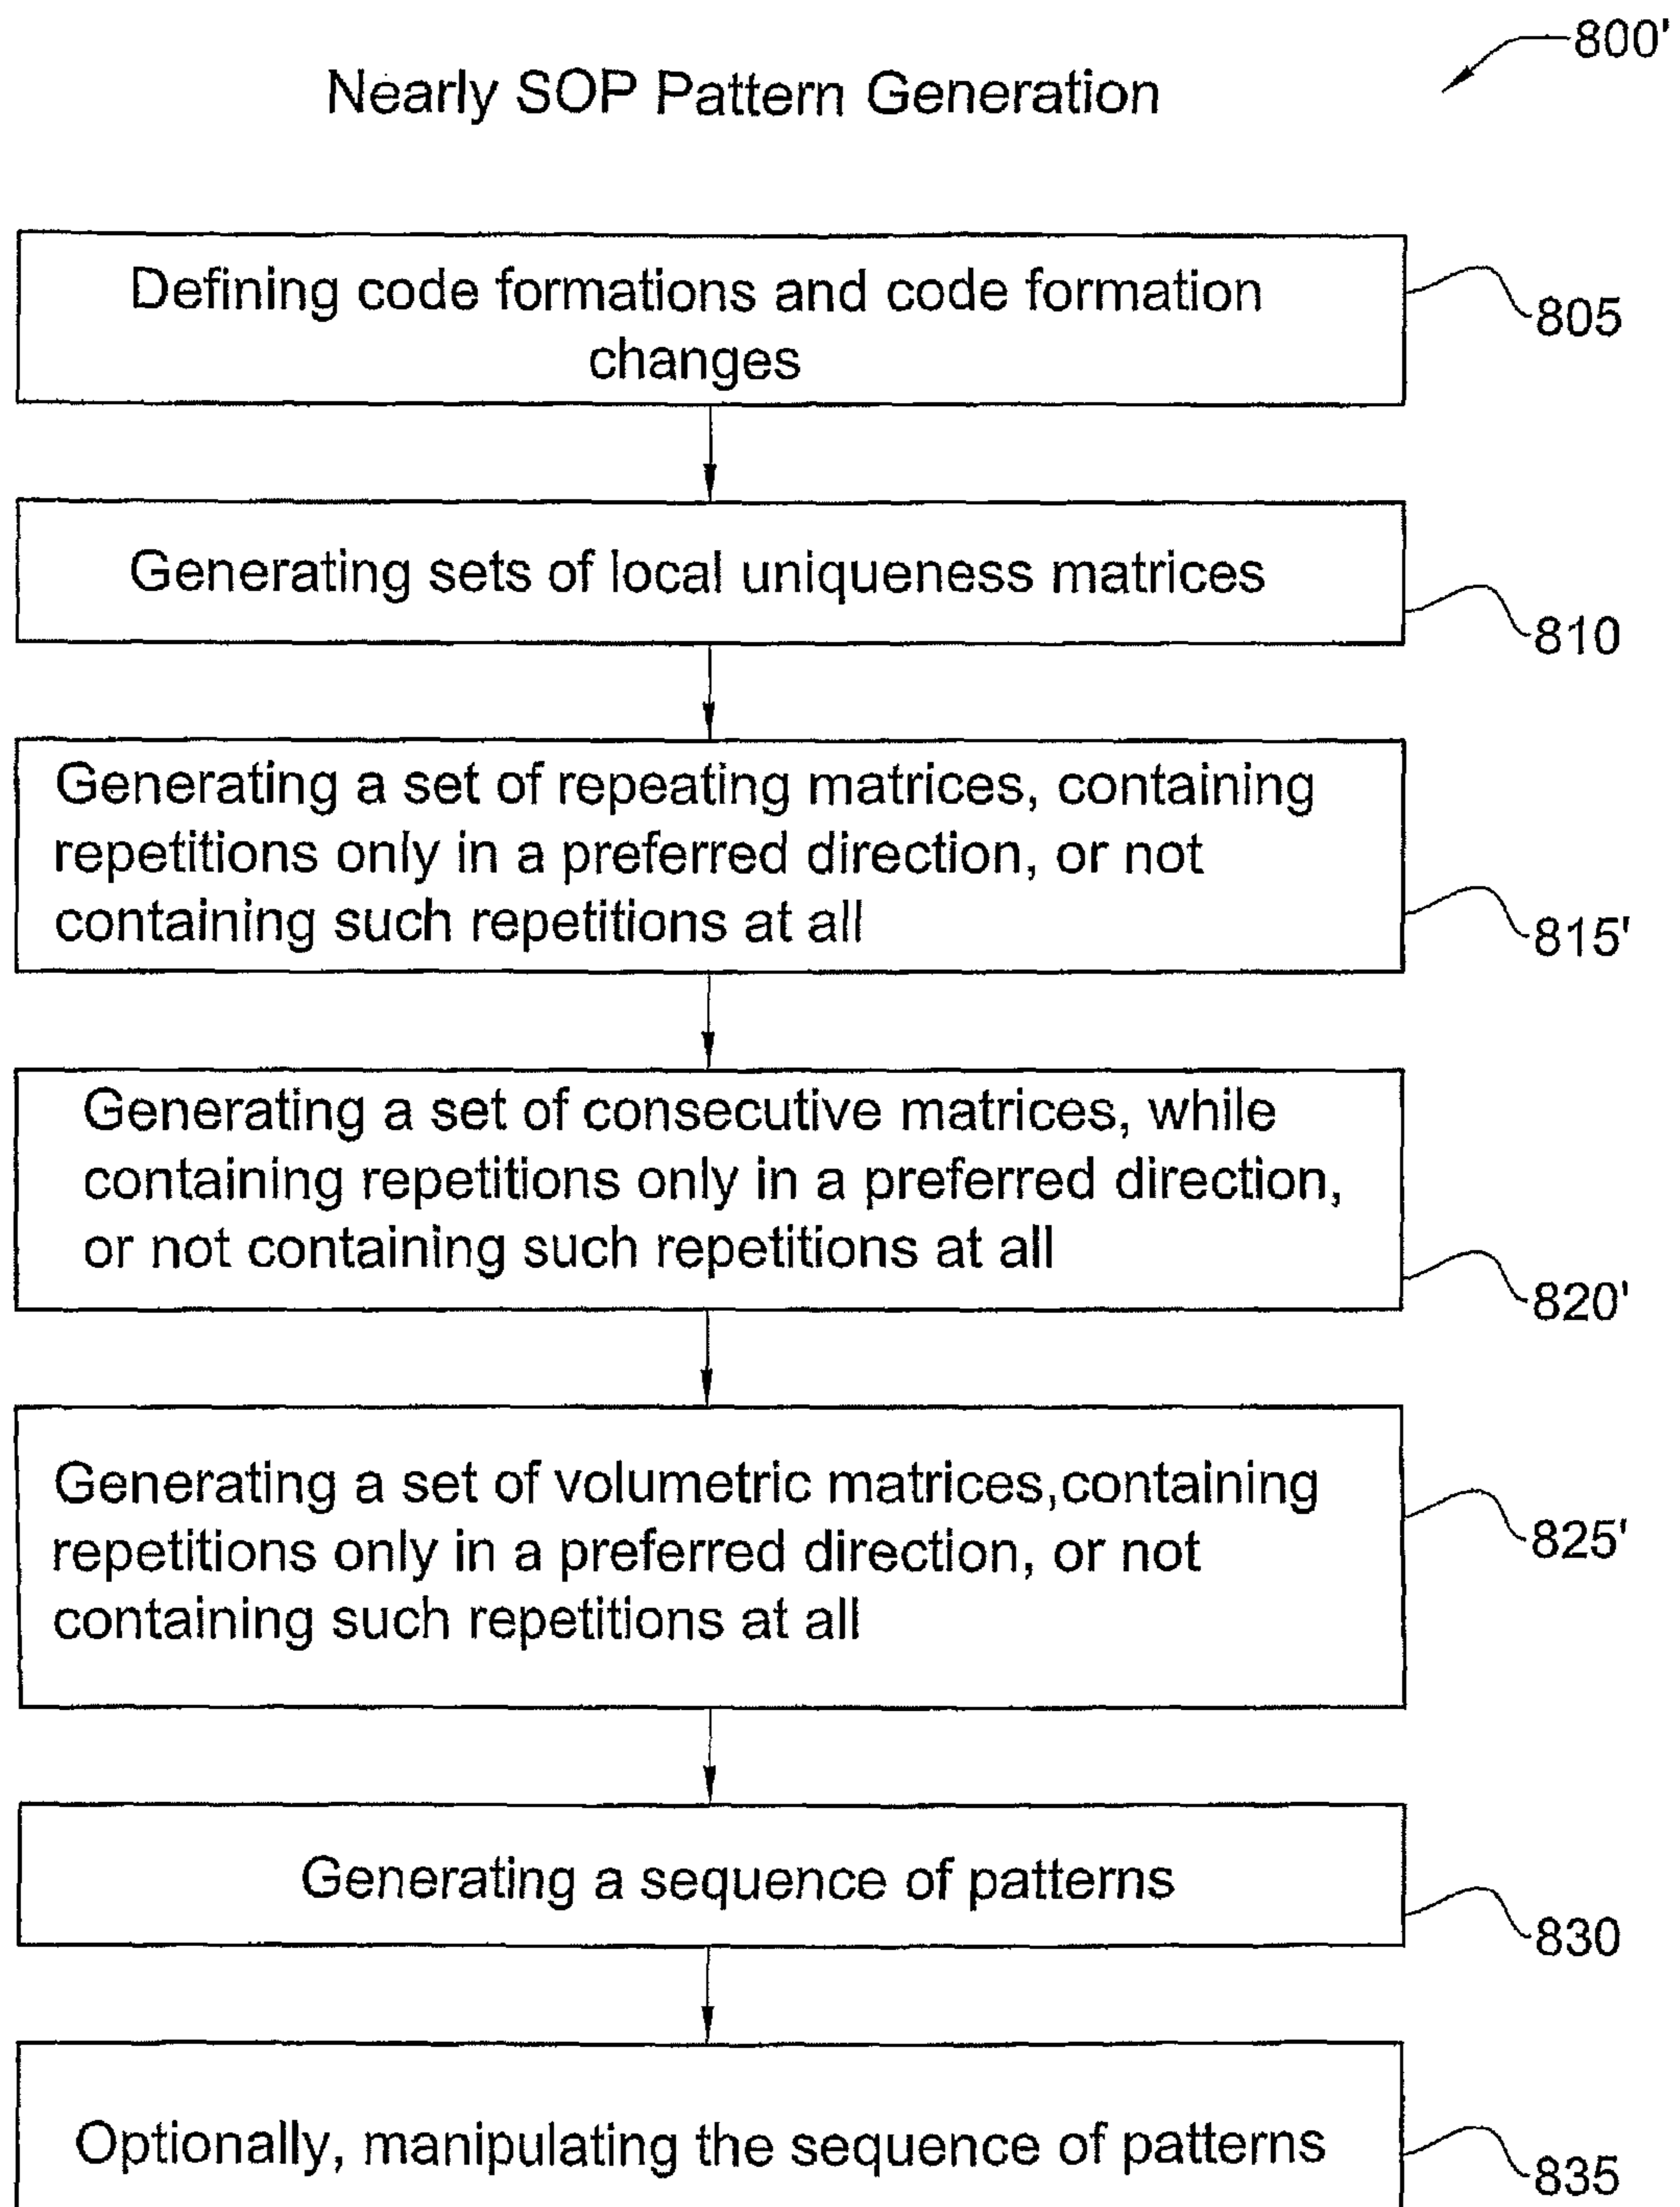 800'
Nearly SOP Pattern Generation
Defining code formations and code formation
changes
805
Generating sets of local uniqueness matrices
810
Generating a set of repeating matrices, containing
repetitions only in a preferred direction, or not
containing such repetitions at all
815'
Generating a set of consecutive matrices, while
containing repetitions only in a preferred direction,
or not containing such repetitions at all
820'
Generating a set of volumetric matrices,containing
repetitions only in a preferred direction, or not
containing such repetitions at all
825'
Generating a sequence of patterns
830
Optionally, manipulating the sequence of patterns
835